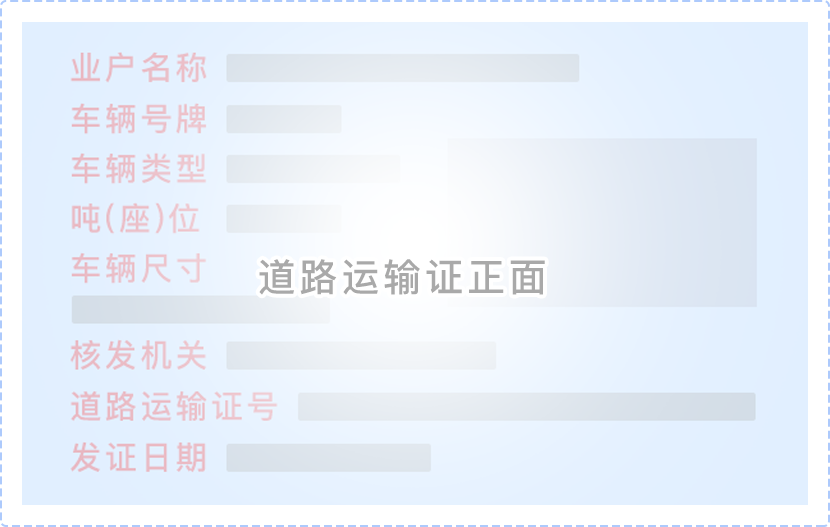 业户名称
车辆号牌
车辆类型
吨(座)位
车辆尺寸
道路运输证正面
核发机关
道路运输证号
发证日期